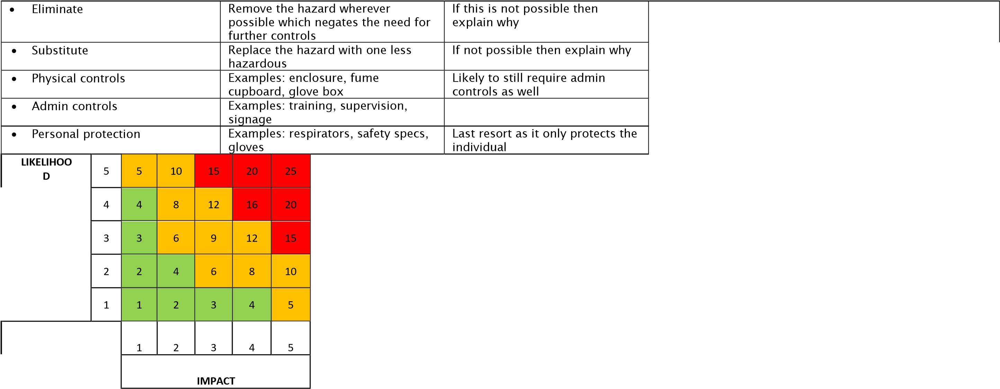 • Eliminate
Remove the hazard wherever
possible which negates the need for
further controls
If this is not possible then
explain why
• Substitute
Replace the hazard with one less
hazardous
If not possible then explain why
• Physical controls
Examples: enclosure, fume
cupboard, glove box
Likely to still require admin
controls as well
• Admin controls
Examples: training, supervision,
signage
• Personal protection
Examples: respirators, safety specs,
gloves
Last resort as it only protects the
individual
LIKELIHOO
D
5 5 10 15 20 25
4 4 8 12 16 20
3 3 6 9 12 15
2 2 4 6 8 10
1 1 2 3 4 5
1 2 3 4 5
IMPACT